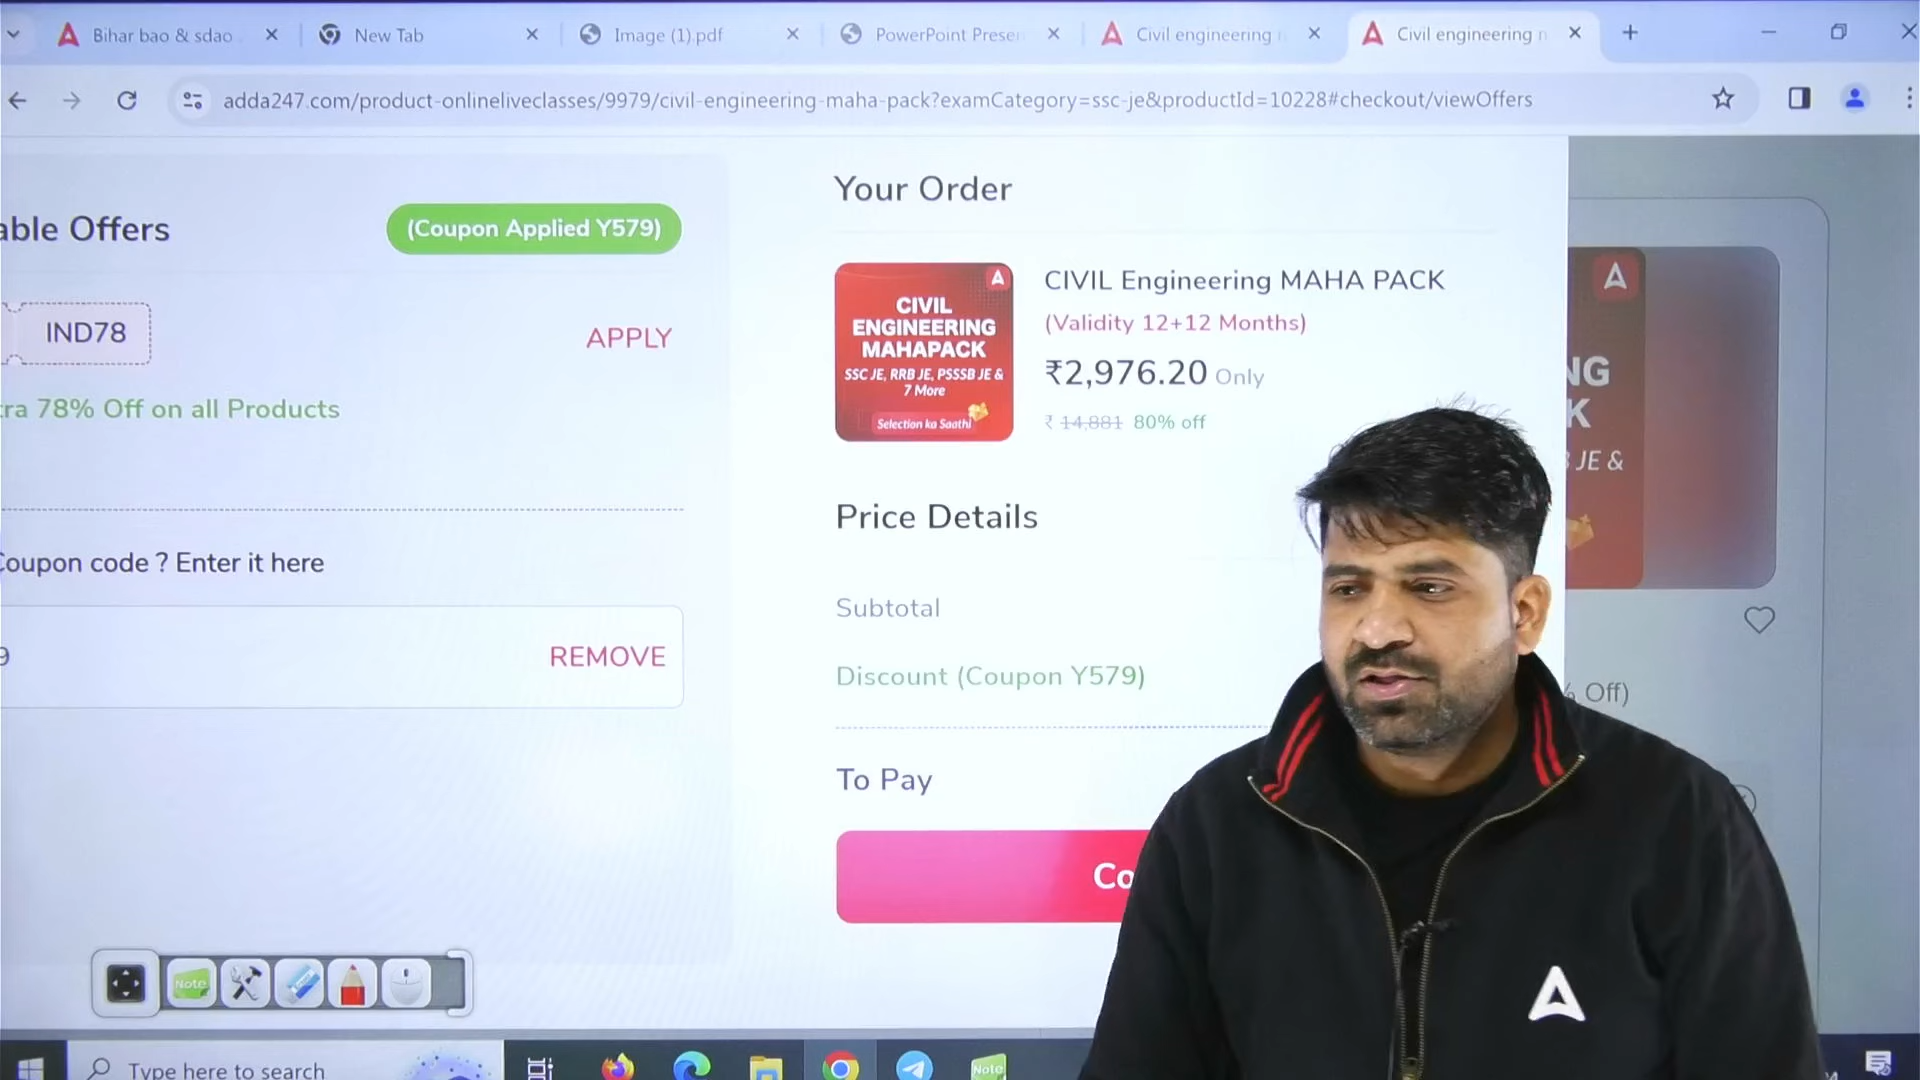 Bihar bao & sdao
New Tab
Image (1).pdf
PowerPoint Presen
Civil engineering n
Civil engineering n
adda247.com/product-onlineliveclasses/9979/civil-engineering-maha-pack?examCategory=ssc-je&productId=10228#checkout/viewOffers
able Offers
(Coupon Applied Y579)
IND78
APPLY
tra 78% Off on all Products
Coupon code ? Enter it here
9
REMOVE
Your Order
CIVIL
ENGINEERING
MAHAPACK
SSC JE, RRB JE, PSSSB JE &
7 More
Selection ka Saathi
CIVIL Engineering MAHA PACK
(Validity 12+12 Months)
₹2,976.20 Only
₹ 14,881 80% off
Price Details
Subtotal
Discount (Coupon Y579)
To Pay
Co
NG
K
JE &
% Off)
Note
Type here to search
Note